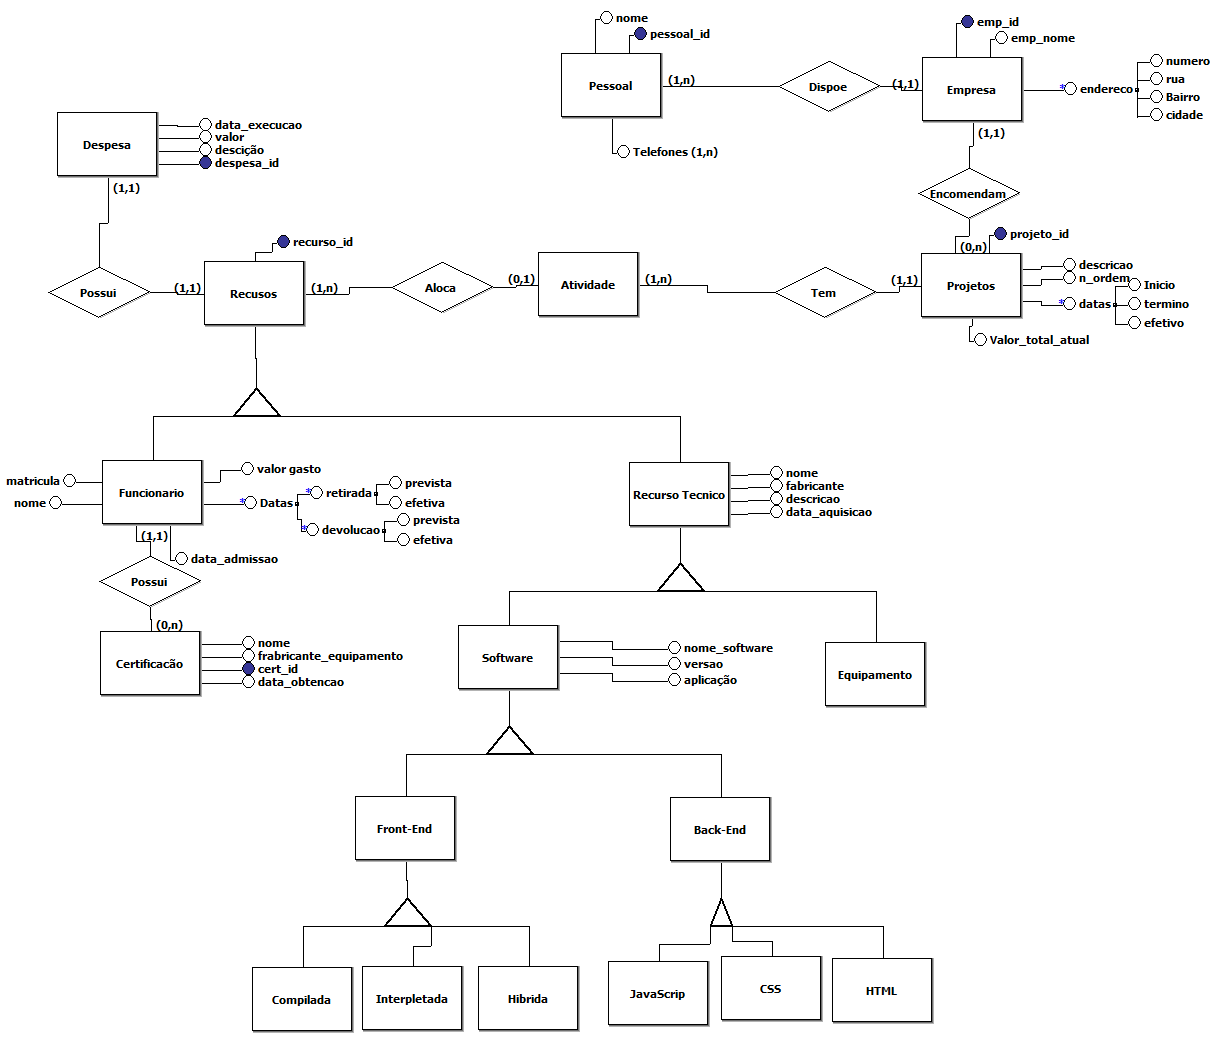 nome
pessoal_id
Pessoal
(1,n)
Telefones (1,n)
Dispoe
emp_id
emp_nome
(1,1)
Empresa
* endereco
numero
rua
Bairro
cidade
(1,1)
Encomendam
(0,n)
projeto_id
Projetos
descricao
n_ordem
* datas
Inicio
termino
efetivo
Valor_total_atual
(1,1)
Tem
(1,n)
Atividade
(0,1)
Aloca
(1,n)
recurso_id
Recusos
(1,1)
Possui
(1,1)
Despesa
data_execucao
valor
descição
despesa_id
matricula
nome
Funcionario
valor gasto
* Datas
* retirada
prevista
efetiva
* devolucao
prevista
efetiva
(1,1)
data_admissao
Possui
(0,n)
Certificacão
nome
frabricante_equipamento
cert_id
data_obtencao
Recurso Tecnico
nome
fabricante
descricao
data_aquisicao
Software
nome_software
versao
aplicação
Equipamento
Front-End
Back-End
Compilada
Interpletada
Hibrida
JavaScrip
CSS
HTML